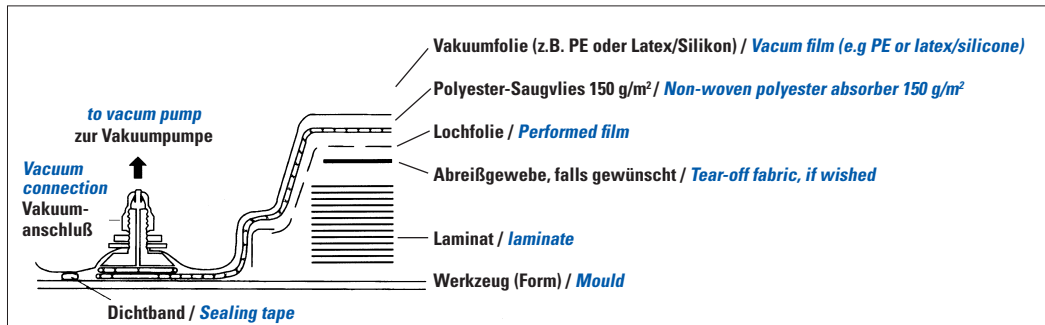 Vakuumfolie (z.B. PE oder Latex/Silikon) / Vacum film (e.g PE or latex/silicone)
Polyester-Saugvlies 150 g/m² / Non-woven polyester absorber 150 g/m²
to vacum pump
zur Vakuumpumpe
Lochfolie / Performed film
Vacuum
connection
Vakuum-
anschluß
Abreißgewebe, falls gewünscht / Tear-off fabric, if wished
Laminat / laminate
Werkzeug (Form) / Mould
Dichtband / Sealing tape